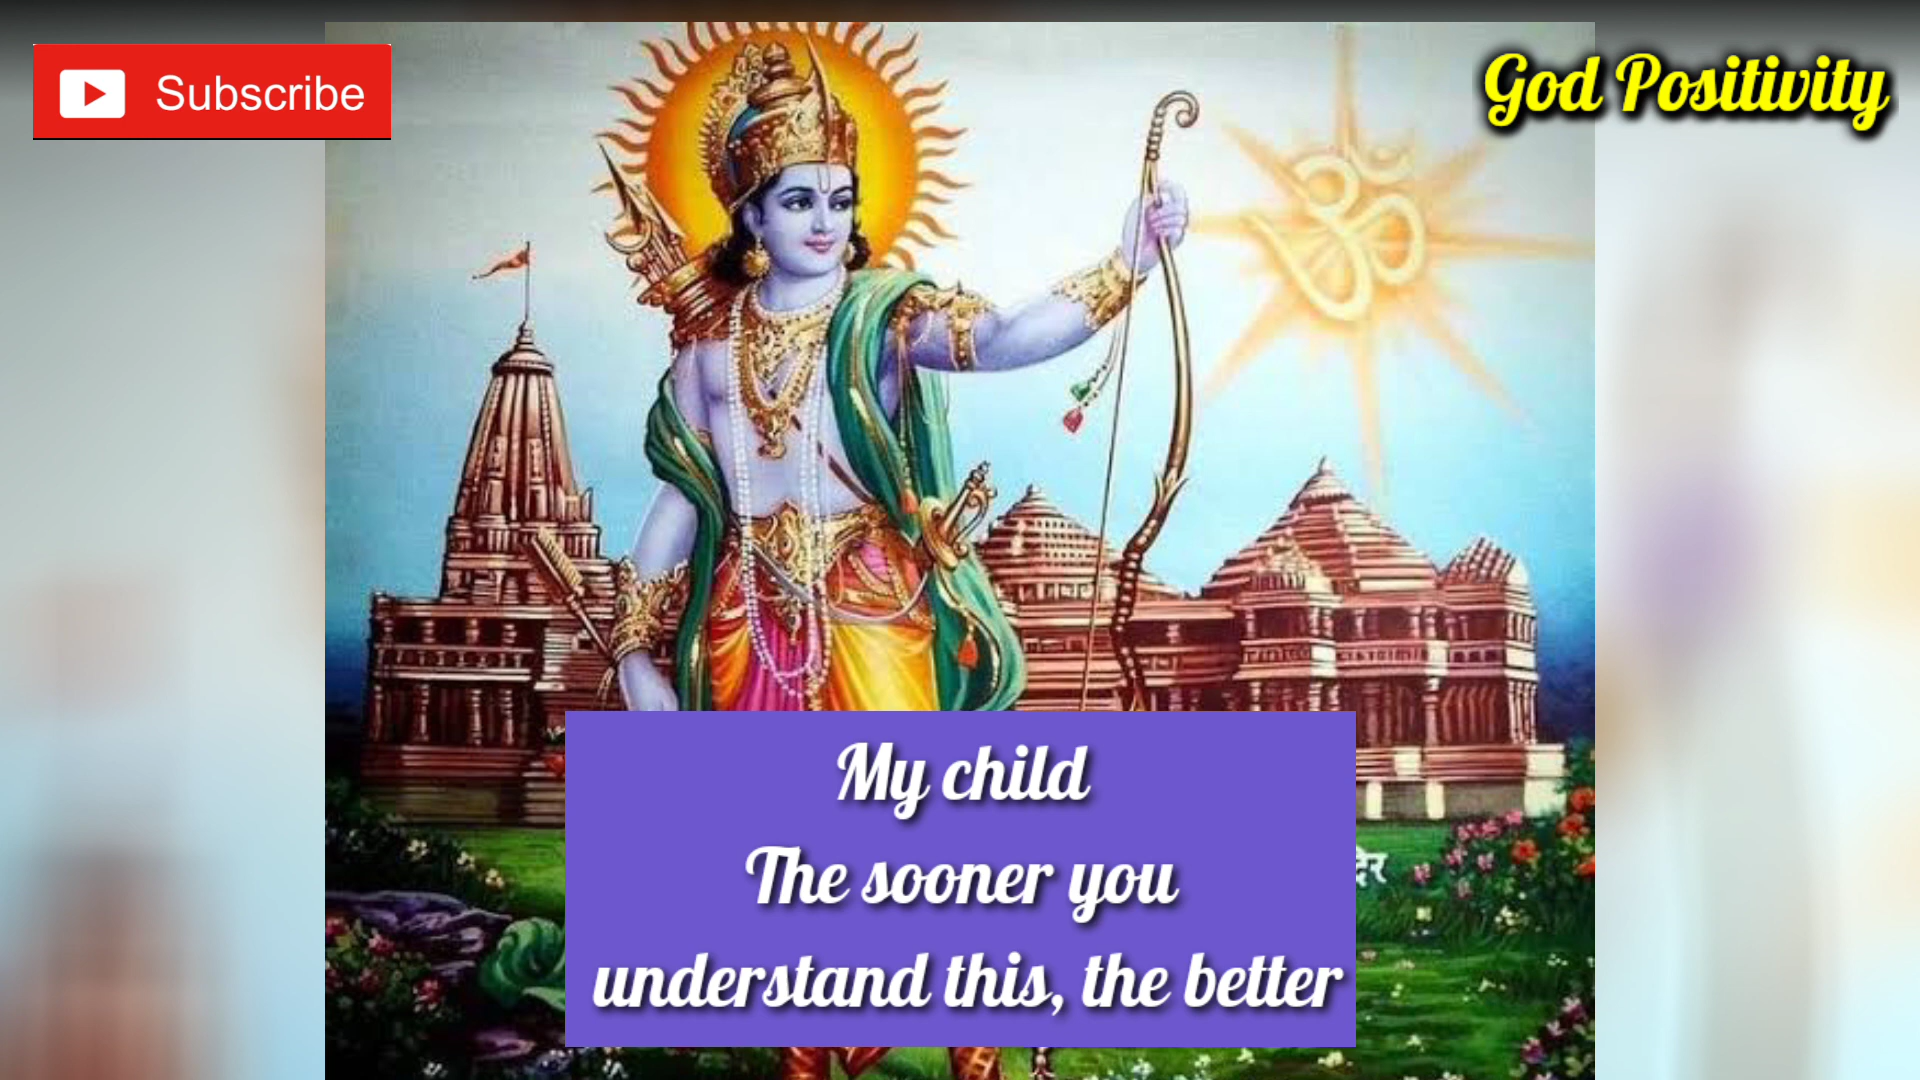 Subscribe
God Positivity
ॐ
My child
The sooner you
understand this, the better